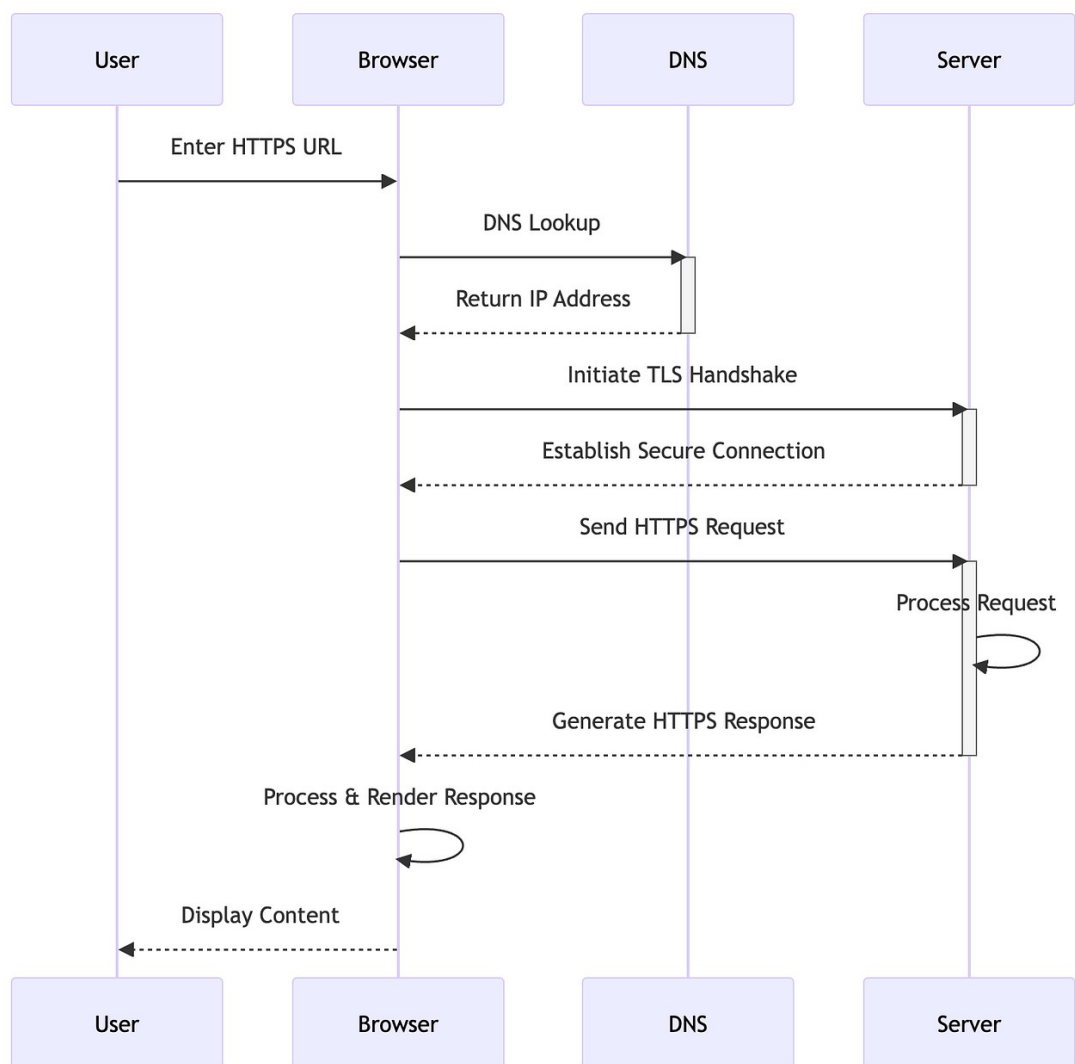 User
Browser
DNS
Server
Enter HTTPS URL
DNS Lookup
Return IP Address
Initiate TLS Handshake
Establish Secure Connection
Send HTTPS Request
Process Request
Generate HTTPS Response
Process & Render Response
Display Content
User
Browser
DNS
Server